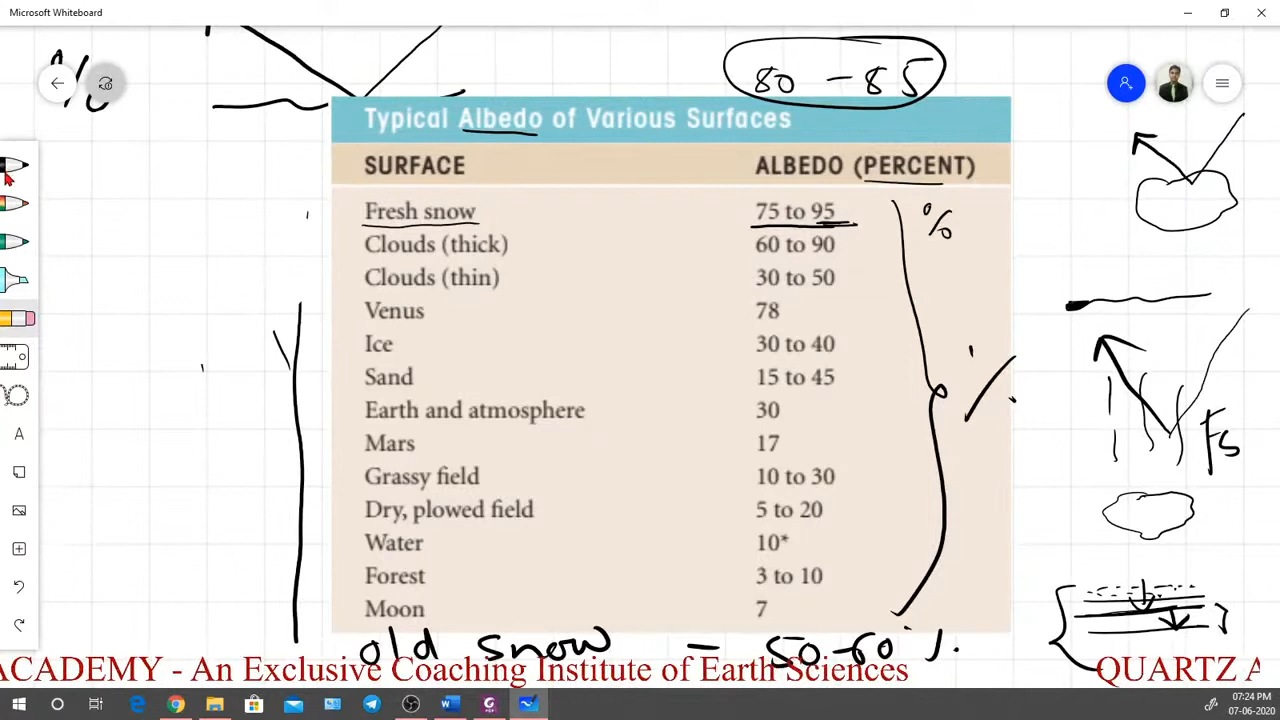 Microsoft Whiteboard
%
80 - 85
Typical Albedo of Various Surfaces
SURFACE ALBEDO (PERCENT)
Fresh snow 75 to 95 %
Clouds (thick) 60 to 90
Clouds (thin) 30 to 50
Venus 78
Ice 30 to 40
Sand 15 to 45
Earth and atmosphere 30
Mars 17
Grassy field 10 to 30
FS
Dry, plowed field 5 to 20
Water 10*
Forest 3 to 10
Moon 7
old snow - 50-60 %
ACADEMY - An Exclusive Coaching Institute of Earth Sciences QUARTZ A
07:24 PM
07-06-2020